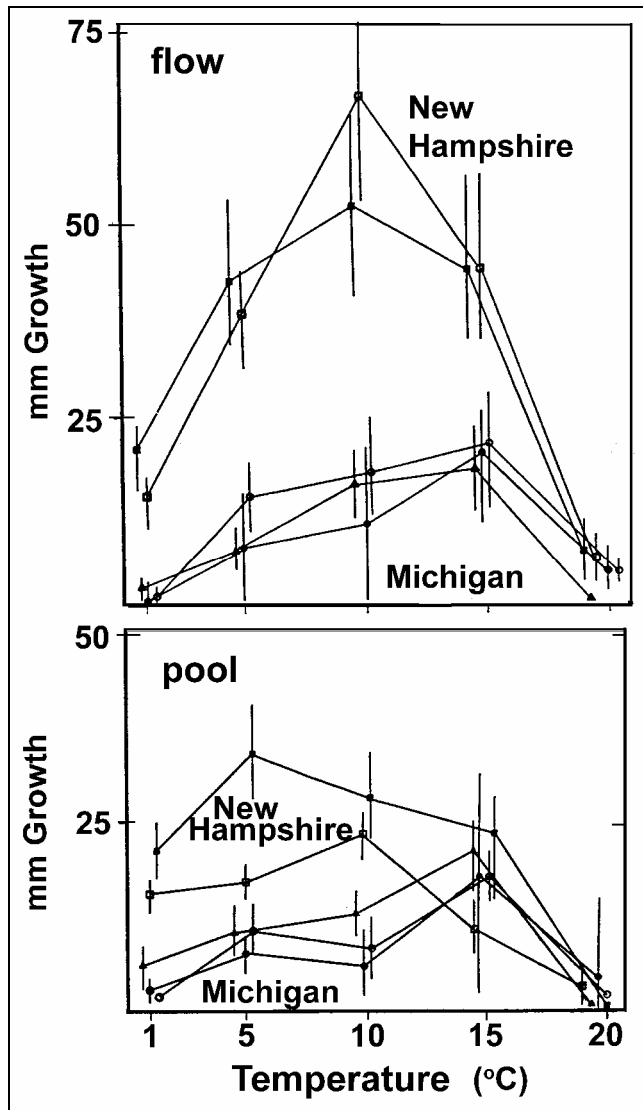 75
flow
New
Hampshire
50
mm Growth
25
Michigan
50
pool
mm Growth
New
Hampshire
25
Michigan
1 5 10 15 20
Temperature (°C)